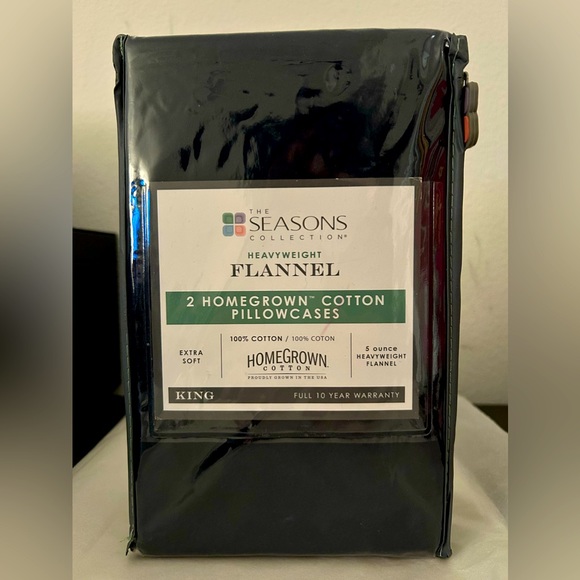 THE
SEASONS
COLLECTION®
HEAVYWEIGHT
FLANNEL
2 HOMEGROWN™ COTTON
PILLOWCASES
EXTRA
SOFT
100% COTTON / 100% COTON
HOMEGROWN™
COTTON
PROUDLY GROWN IN THE USA
5 ounce
HEAVYWEIGHT
FLANNEL
KING
FULL 10 YEAR WARRANTY